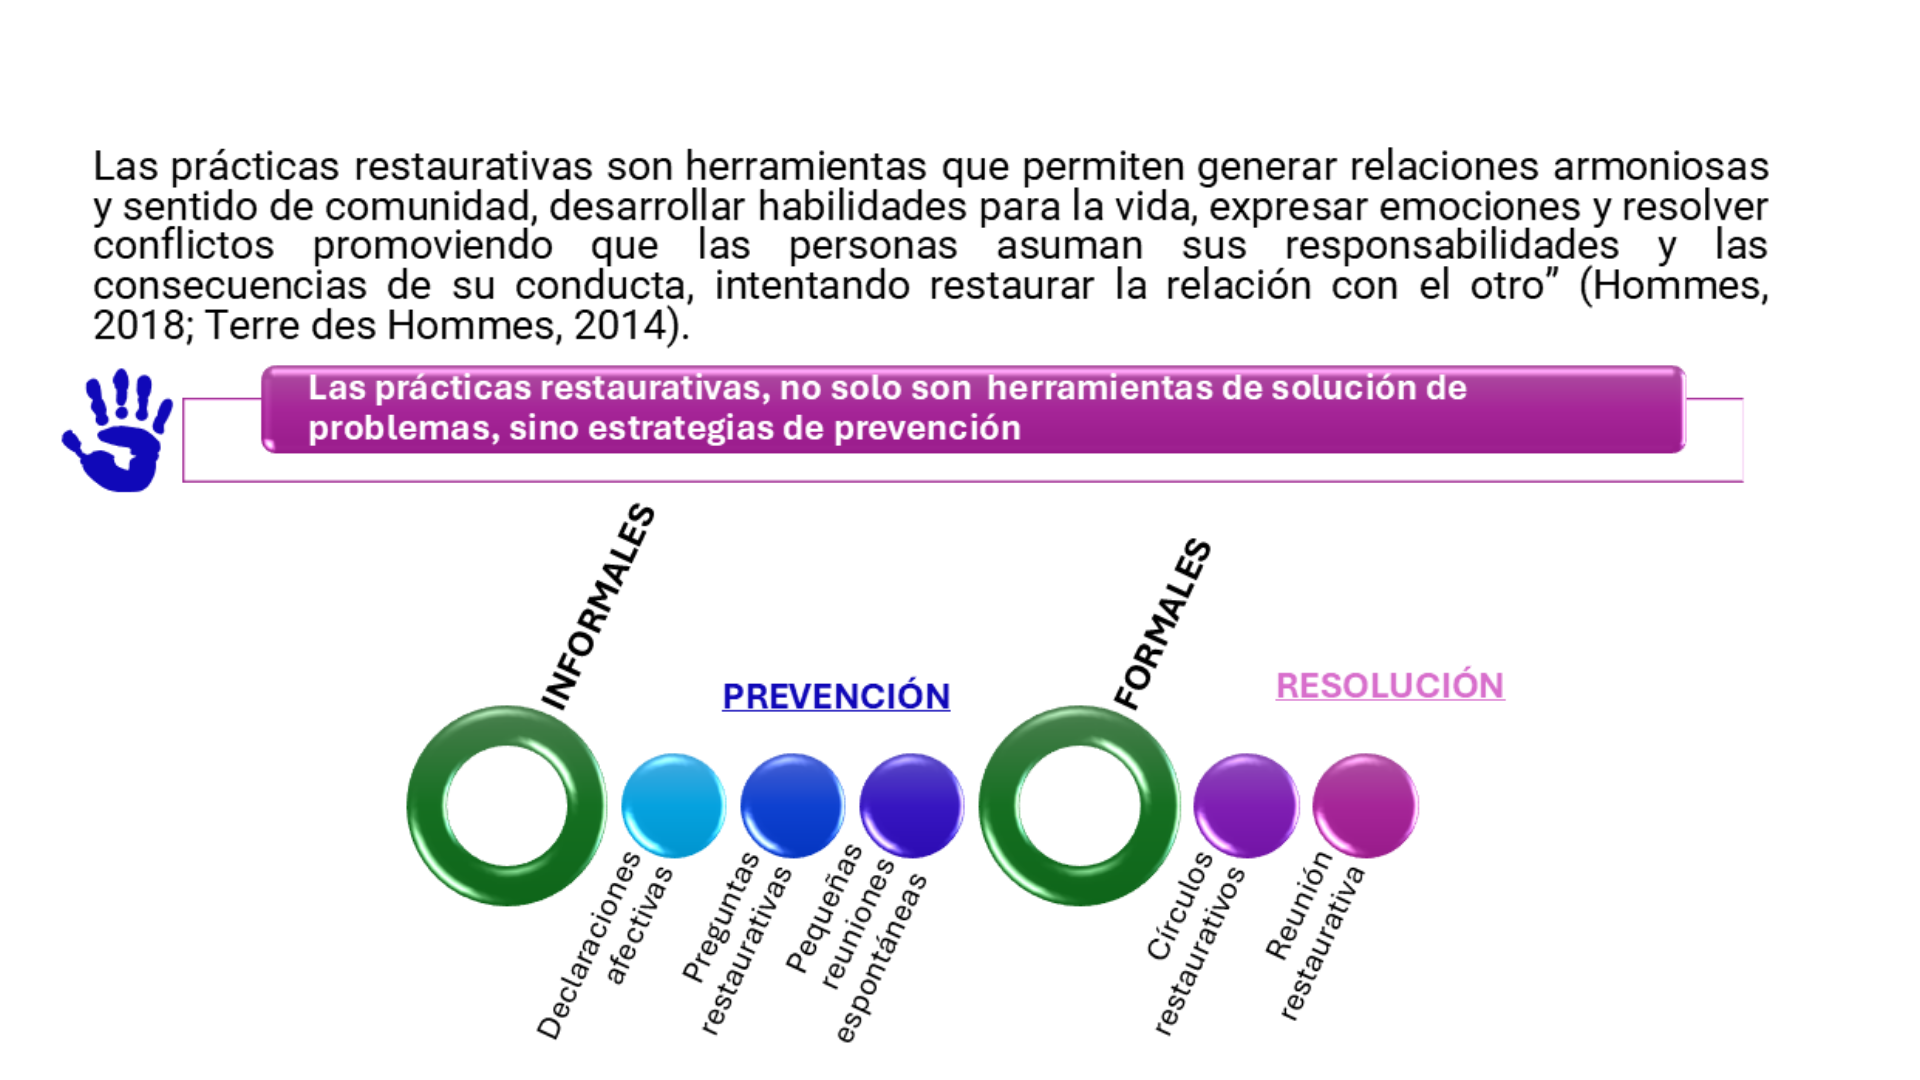 Las prácticas restaurativas son herramientas que permiten generar relaciones armoniosas
y sentido de comunidad, desarrollar habilidades para la vida, expresar emociones y resolver
conflictos promoviendo que las personas asuman sus responsabilidades y las
consecuencias de su conducta, intentando restaurar la relación con el otro” (Hommes,
2018; Terre des Hommes, 2014).
Las prácticas restaurativas, no solo son herramientas de solución de
problemas, sino estrategias de prevención
INFORMALES
PREVENCIÓN
Declaraciones
afectivas
Preguntas
restaurativas
Pequeñas
reuniones
espontáneas
FORMALES
RESOLUCIÓN
Círculos
restaurativos
Reunión
restaurativa